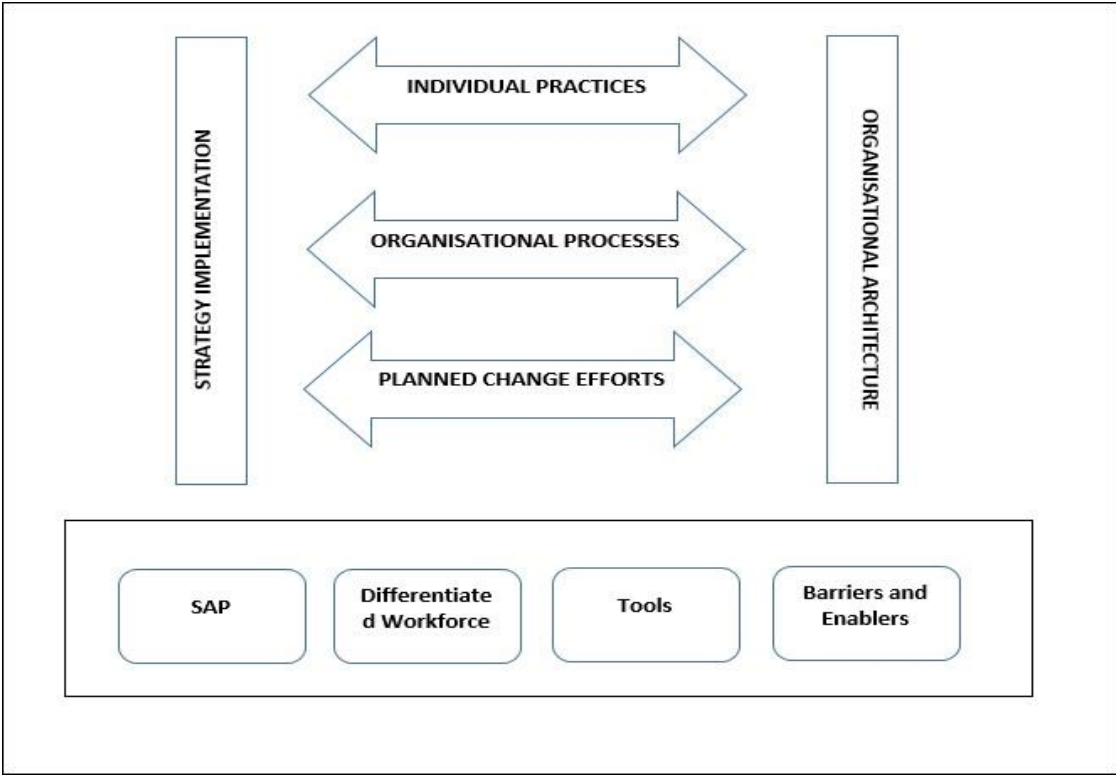 STRATEGY IMPLEMENTATION
INDIVIDUAL PRACTICES
ORGANISATIONAL PROCESSES
PLANNED CHANGE EFFORTS
ORGANISATIONAL ARCHITECTURE
SAP
Differentiate
d Workforce
Tools
Barriers and
Enablers